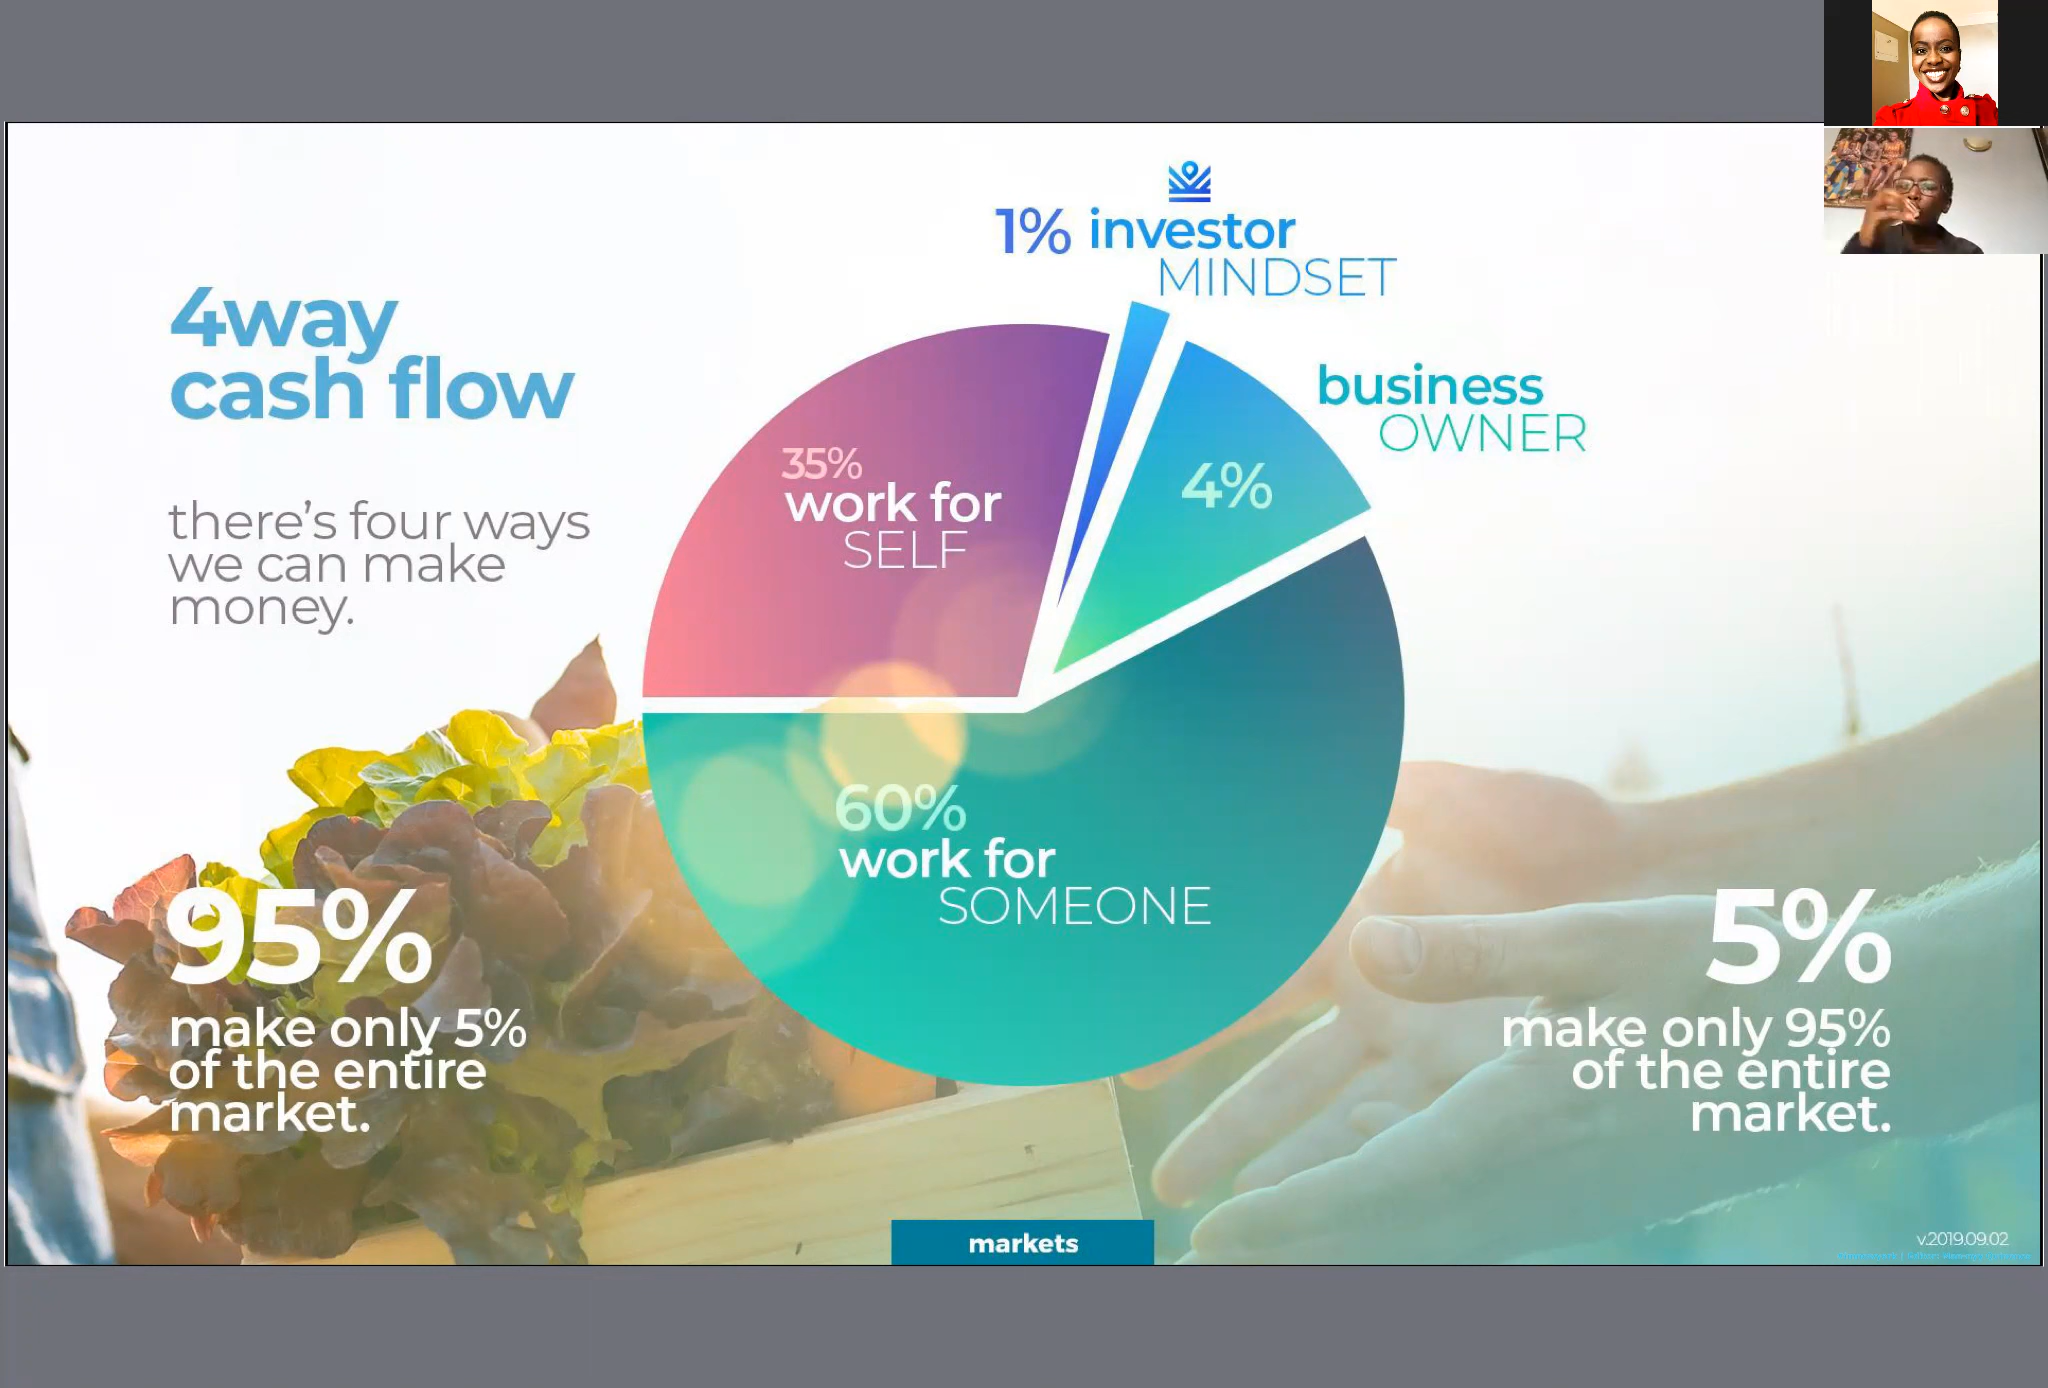 4way
cash flow
there's four ways
we can make
money.
1% investor
MINDSET
business
OWNER
4%
35%
work for
SELF
60%
work for
SOMEONE
95%
make only 5%
of the entire
market.
5%
make only 95%
of the entire
market.
markets
v.2019.09.02